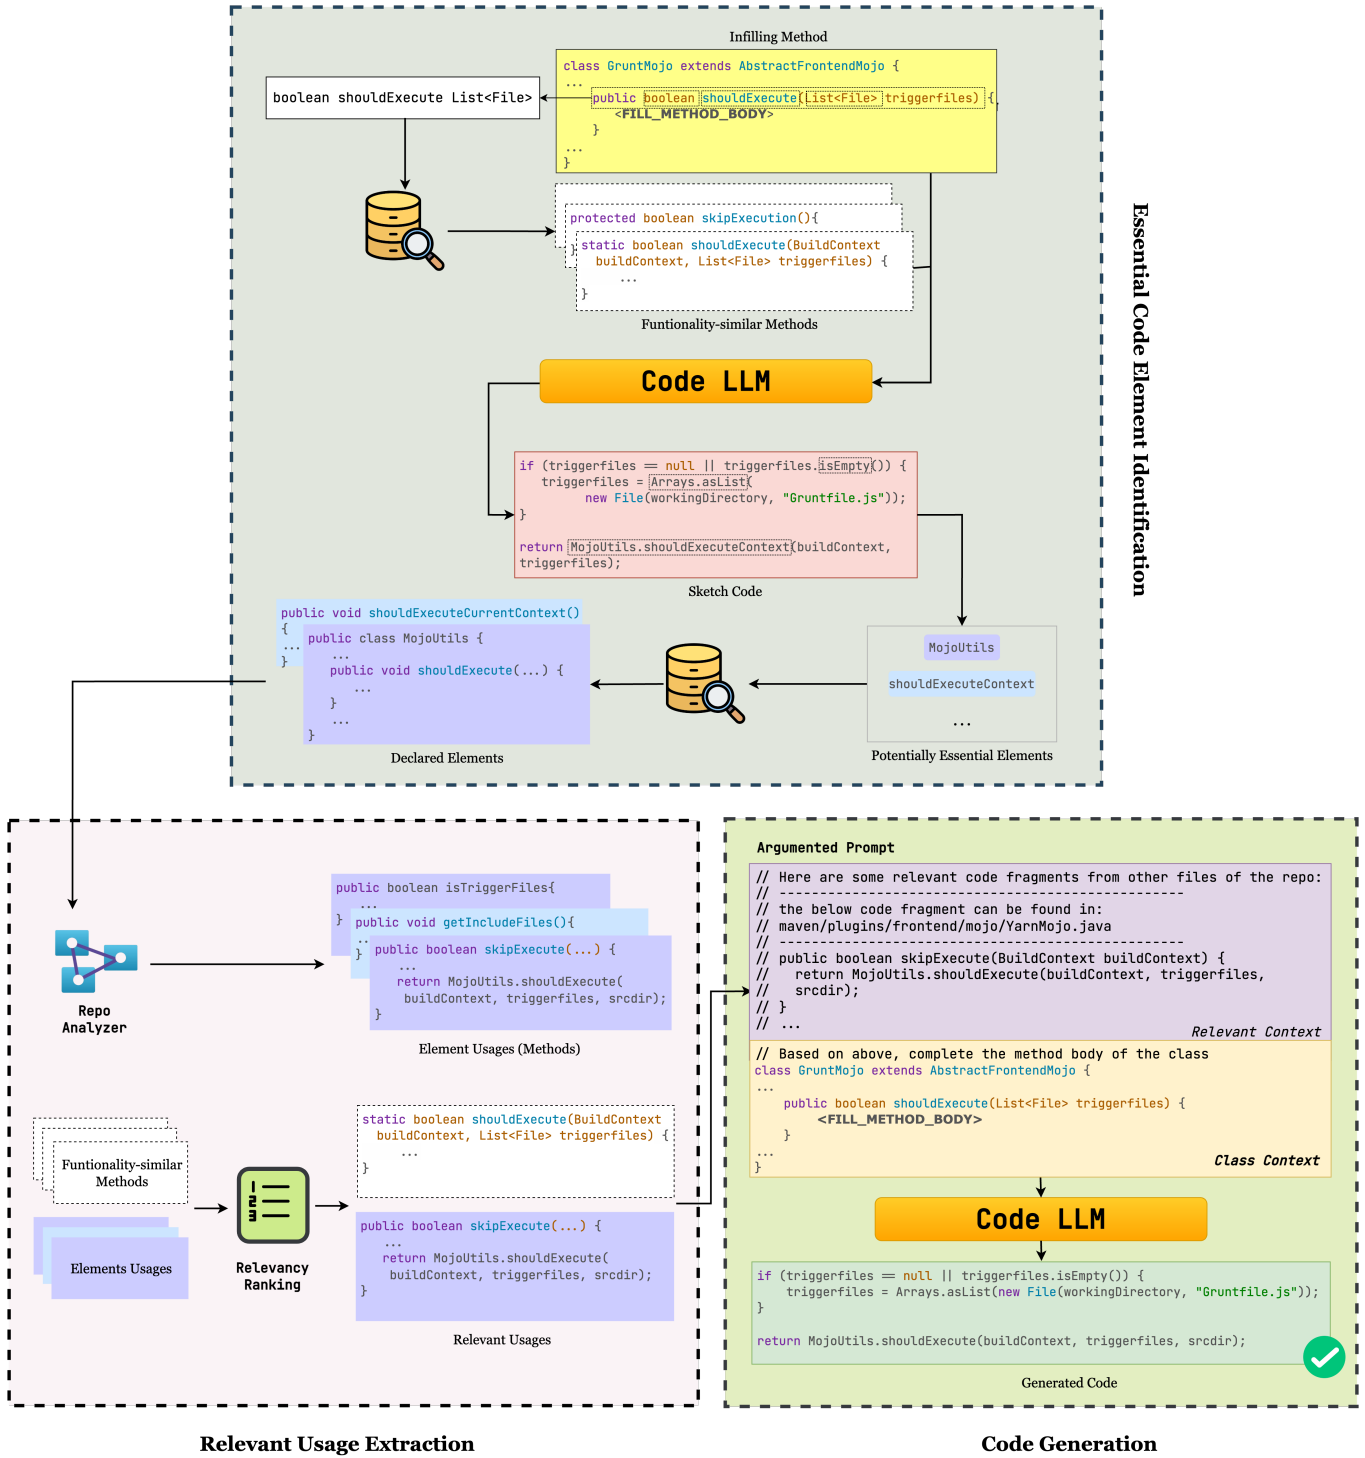 Infilling Method
class GruntMojo extends AbstractFrontendMojo {
...
public boolean shouldExecute(List<File> triggerfiles) {
<FILL_METHOD_BODY>
}
...
}
boolean shouldExecute List<File>
protected boolean skipExecution(){
}
static boolean shouldExecute(BuildContext
buildContext, List<File> triggerfiles) {
...
}
Funtionality-similar Methods
Code LLM
if (triggerfiles == null || triggerfiles.isEmpty()) {
triggerfiles = Arrays.asList(
new File(workingDirectory, "Gruntfile.js"));
}
return MojoUtils.shouldExecuteContext(buildContext,
triggerfiles);
Sketch Code
MojoUtils
shouldExecuteContext
...
Potentially Essential Elements
public void shouldExecuteCurrentContext()
{
...
}
public class MojoUtils {
...
public void shouldExecute(...) {
...
}
...
}
Declared Elements
Essential Code Element Identification
Repo
Analyzer
public boolean isTriggerFiles{
...
}
public void getIncludeFiles(){
..
}
public boolean skipExecute(...) {
...
return MojoUtils.shouldExecute(
buildContext, triggerfiles, srcdir);
}
Element Usages (Methods)
Funtionality-similar
Methods
Elements Usages
Relevancy
Ranking
static boolean shouldExecute(BuildContext
buildContext, List<File> triggerfiles) {
...
}
public boolean skipExecute(...) {
...
return MojoUtils.shouldExecute(
buildContext, triggerfiles, srcdir);
}
Relevant Usages
Relevant Usage Extraction
Argumented Prompt
// Here are some relevant code fragments from other files of the repo:
// --------------------------------------------------
// the below code fragment can be found in:
// maven/plugins/frontend/mojo/YarnMojo.java
// --------------------------------------------------
// public boolean skipExecute(BuildContext buildContext) {
// return MojoUtils.shouldExecute(buildContext, triggerfiles,
// srcdir);
// }
// ...
Relevant Context
// Based on above, complete the method body of the class
class GruntMojo extends AbstractFrontendMojo {
...
public boolean shouldExecute(List<File> triggerfiles) {
<FILL_METHOD_BODY>
}
...
}
Class Context
Code LLM
if (triggerfiles == null || triggerfiles.isEmpty()) {
triggerfiles = Arrays.asList(new File(workingDirectory, "Gruntfile.js"));
}
return MojoUtils.shouldExecute(buildContext, triggerfiles, srcdir);
Generated Code
Code Generation